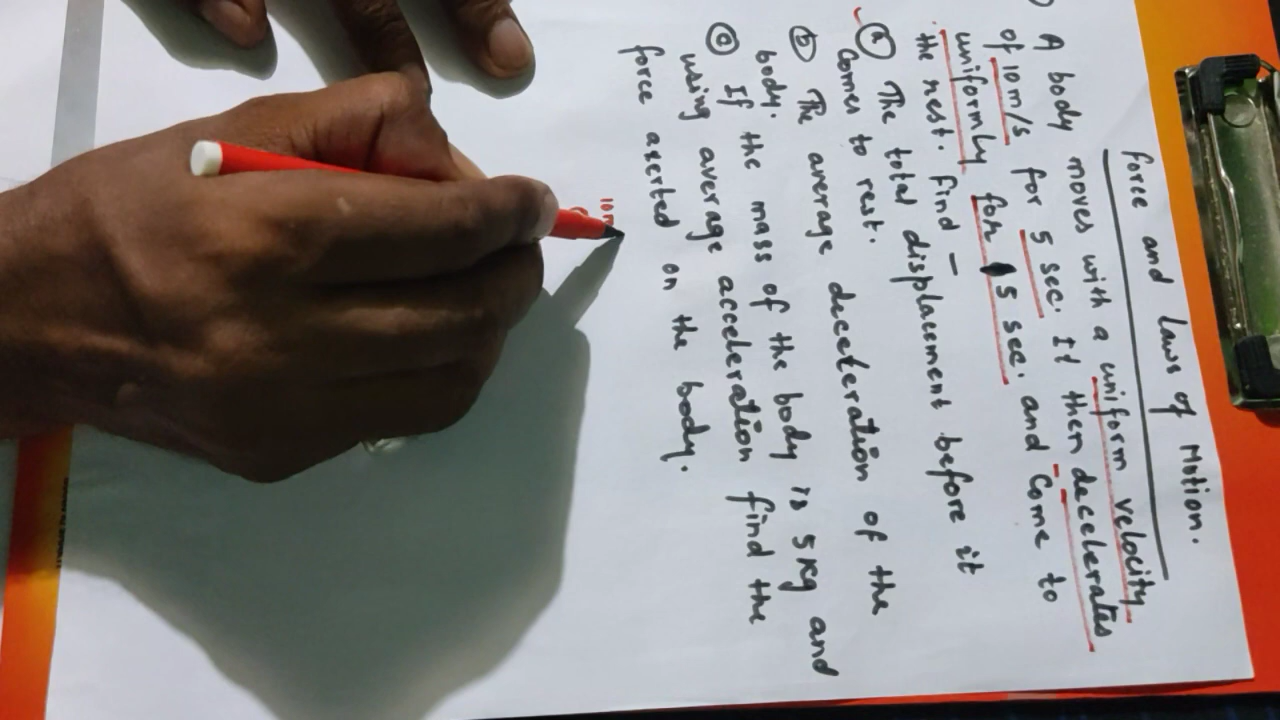 Force and Laws of Motion.
A body moves with a uniform velocity
of 10 m/s for 5 sec. It then decelerates
uniformly for 5 sec. and Come to
the rest. find -
(a) The total displacement before it
Comes to rest.
(b) The average deceleration of the
body.
(c) If the mass of the body is 5 Kg and
using average acceleration find the
force aserted on the body.
10 m